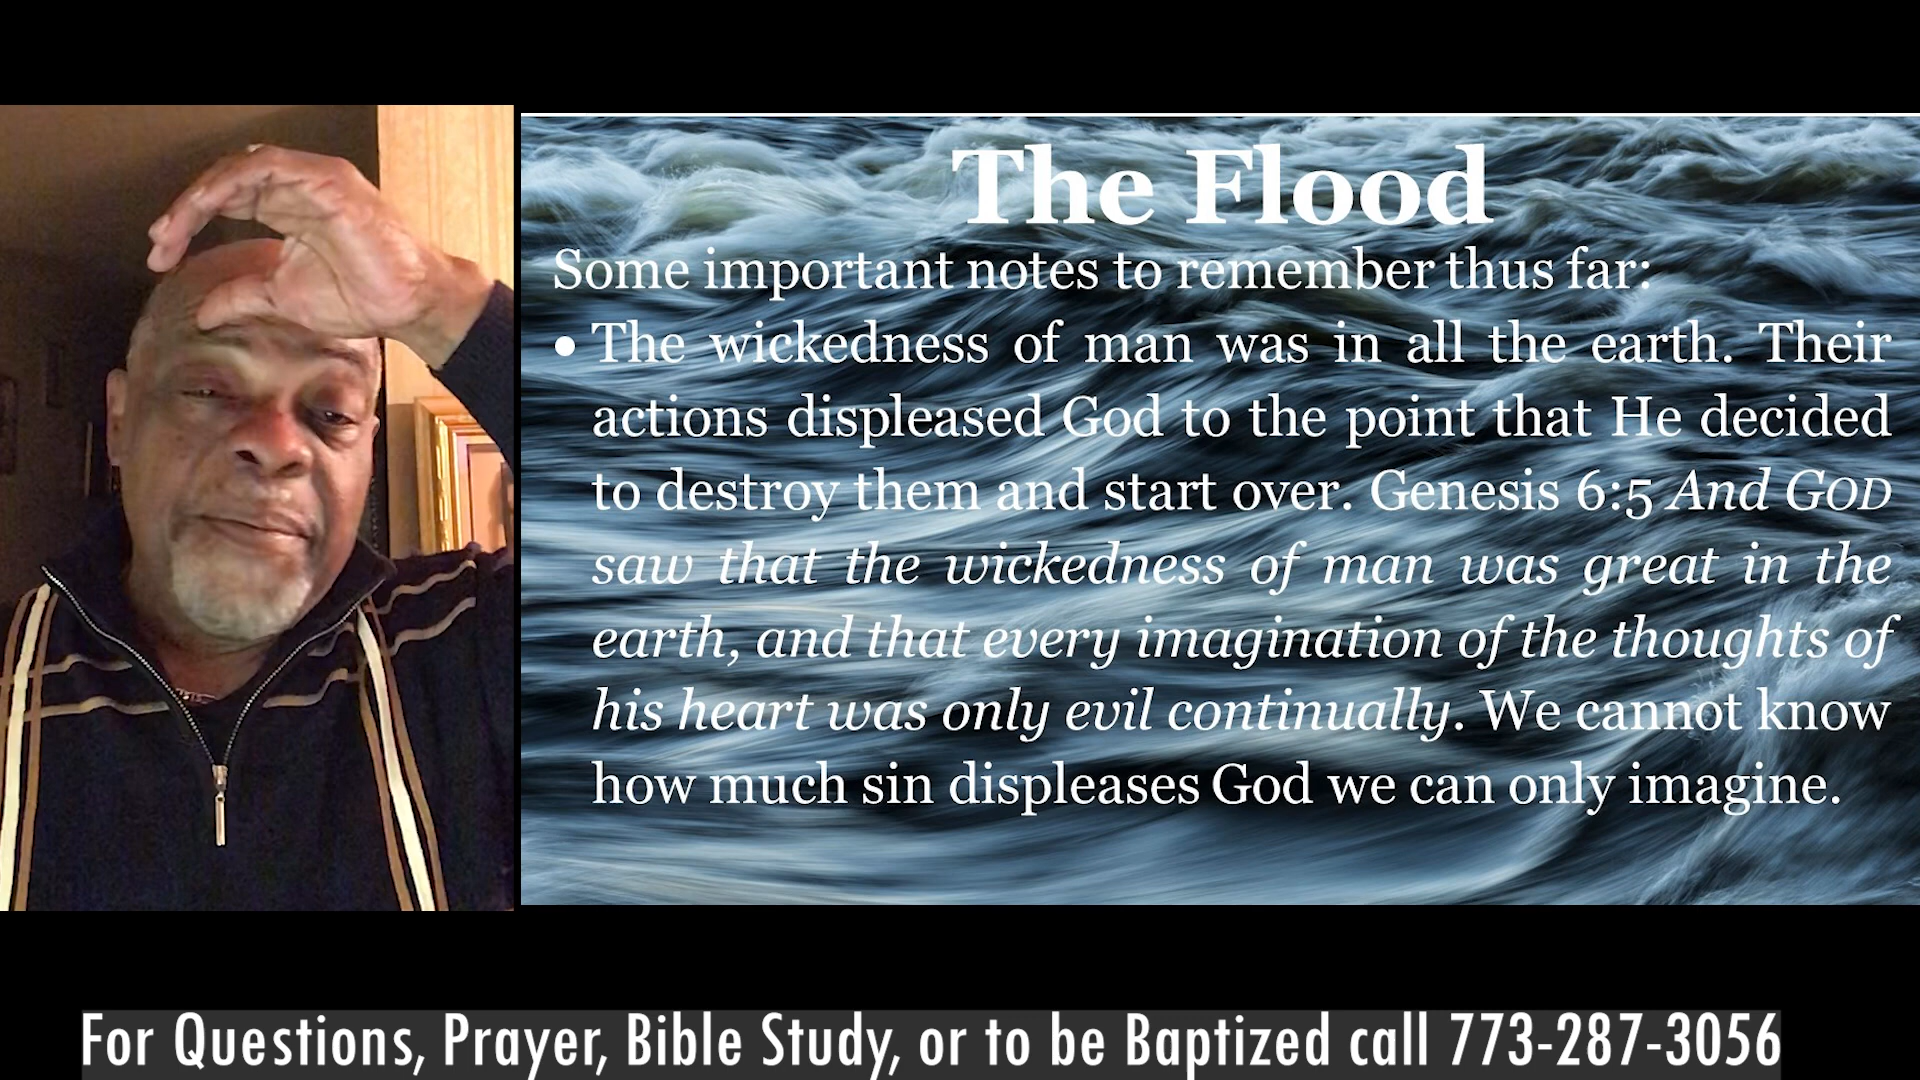 The Flood
Some important notes to remember thus far:
• The wickedness of man was in all the earth. Their
actions displeased God to the point that He decided
to destroy them and start over. Genesis 6:5 And GOD
saw that the wickedness of man was great in the
earth, and that every imagination of the thoughts of
his heart was only evil continually. We cannot know
how much sin displeases God we can only imagine.
For Questions, Prayer, Bible Study, or to be Baptized call 773-287-3056